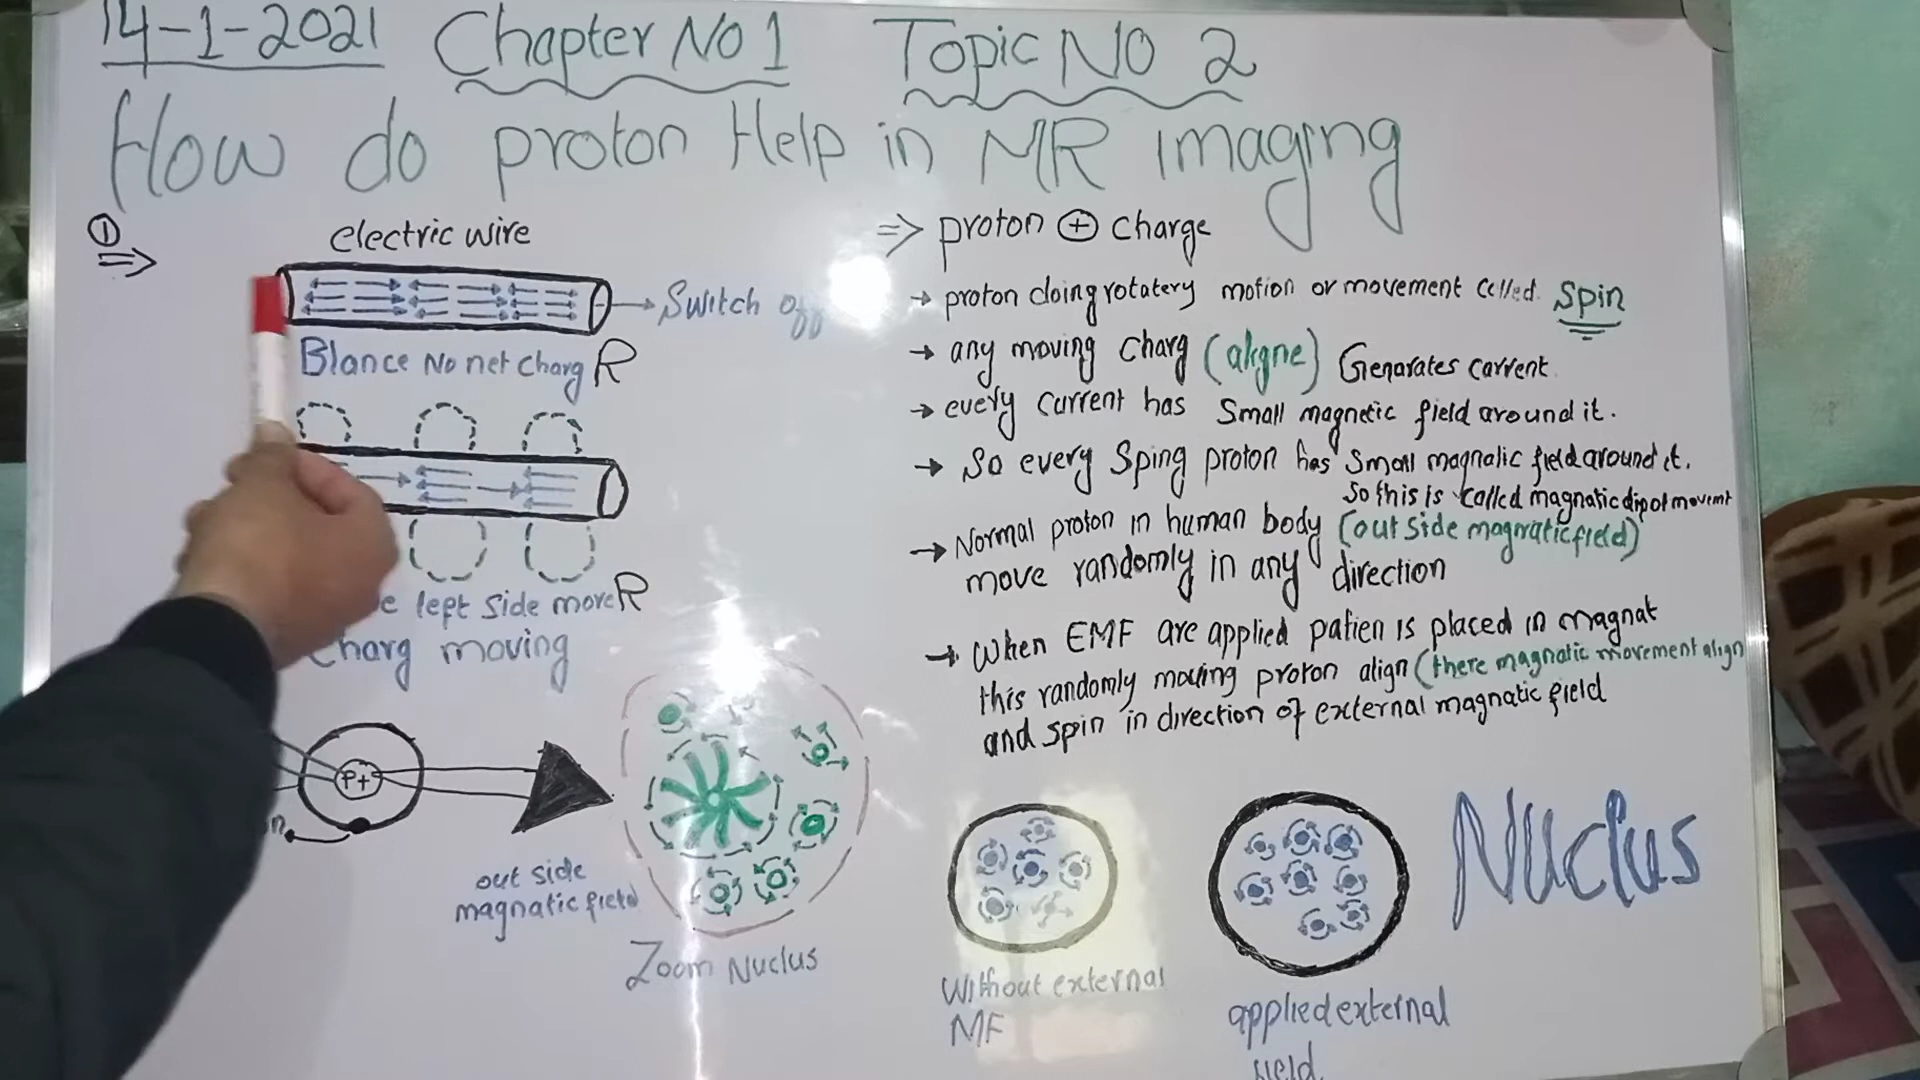 14-1-2021 Chapter No 1 Topic No 2
How do proton Help in MR imaging
①
electric wire
Switch off
Blance No net Charg R
left side move R
Charg moving
P+
out side
magnatic field
Zoom Nuclus
⇒ proton ⊕ charge
→ proton doing rotatery motion or movement called Spin
→ any moving Charg (aligne) Genarates carrent
→ every current has Small magnetic field around it.
→ So every Sping proton has Small magnatic field around it.
So this is called magnatic dipol movemt
→ Normal proton in human body (out side magnatic field)
move randomly in any direction
→ When EMF are applied patien is placed in magnat
this randomly moving proton align (there magnatic movement align
and spin in direction of external magnatic field
Without external
MF
applied external
field.
Nuclus